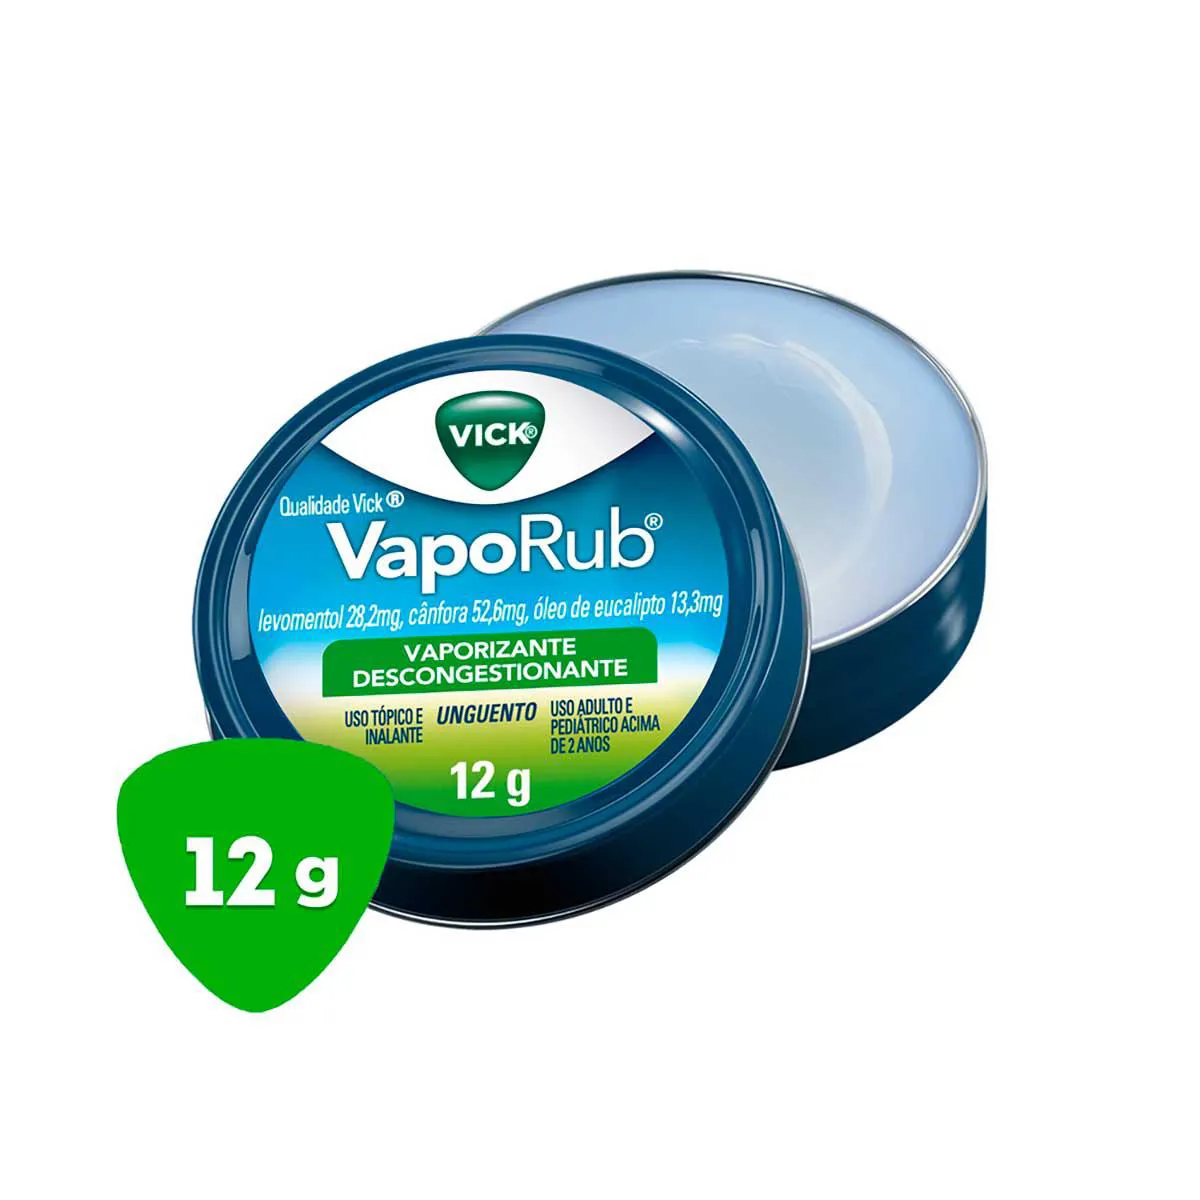 VICK®
Qualidade Vick ®
VapoRub®
levomentol 28,2mg, cânfora 52,6mg, óleo de eucalipto 13,3mg
VAPORIZANTE
DESCONGESTIONANTE
USO TÓPICO E
INALANTE
UNGUENTO
USO ADULTO E
PEDIÁTRICO ACIMA
DE 2 ANOS
12 g
12 g